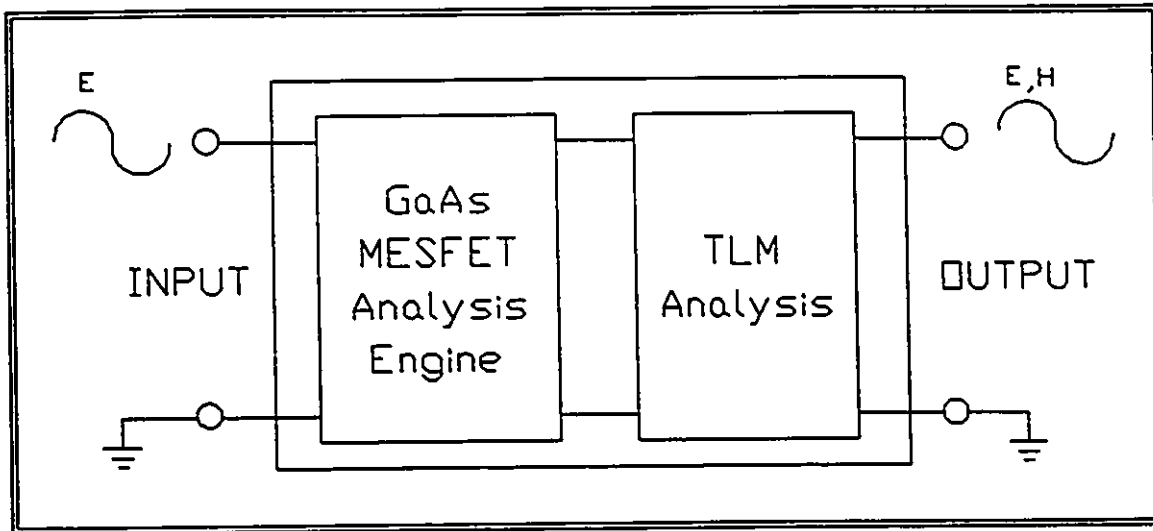 E
E,H
INPUT
GaAs
MESFET
Analysis
Engine
TLM
Analysis
OUTPUT